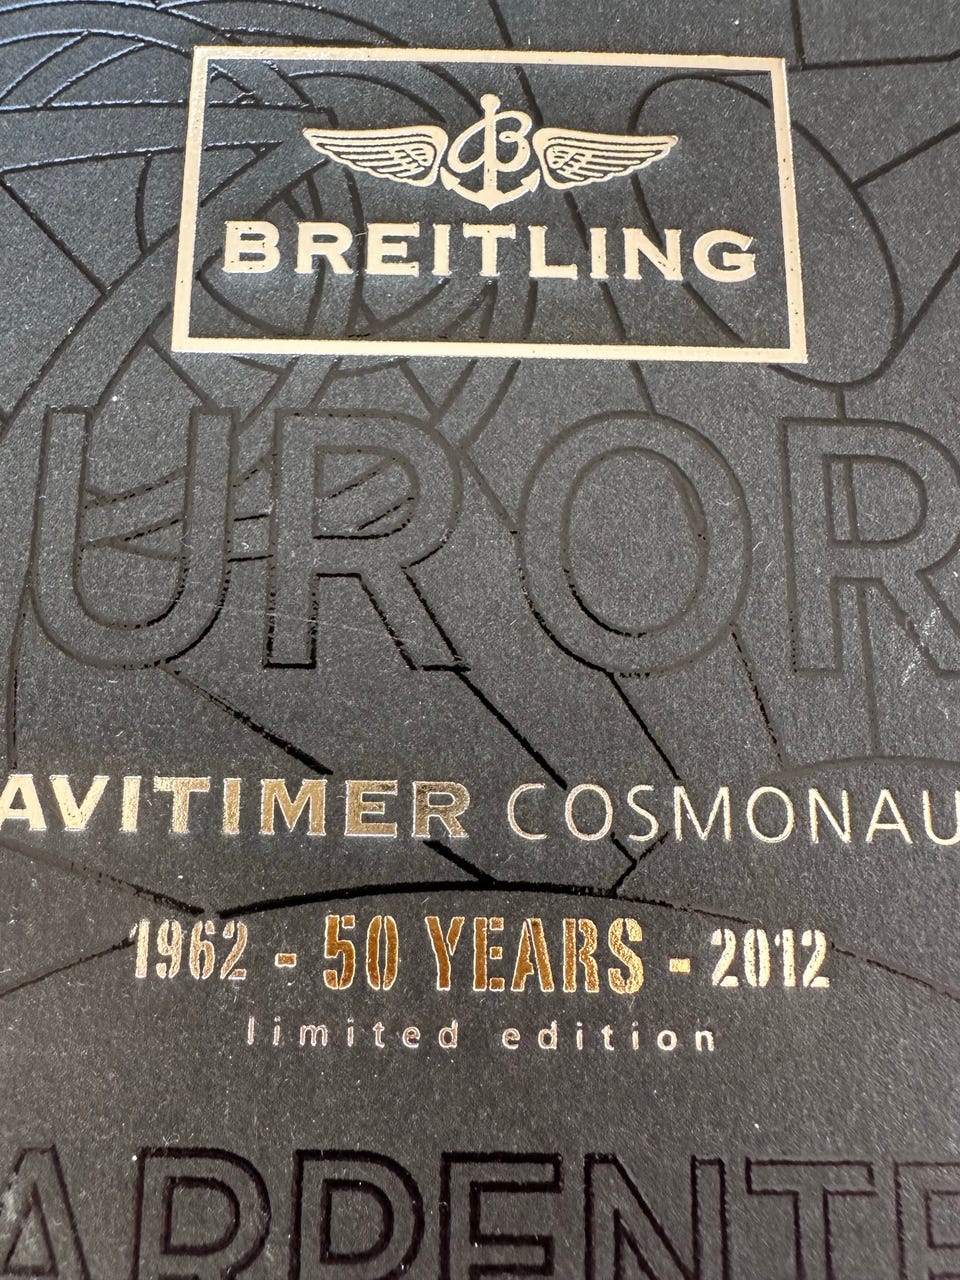 B
BREITLING
UROR
AVITIMER COSMONAU
1962 - 50 YEARS - 2012
limited edition
ARPENTE